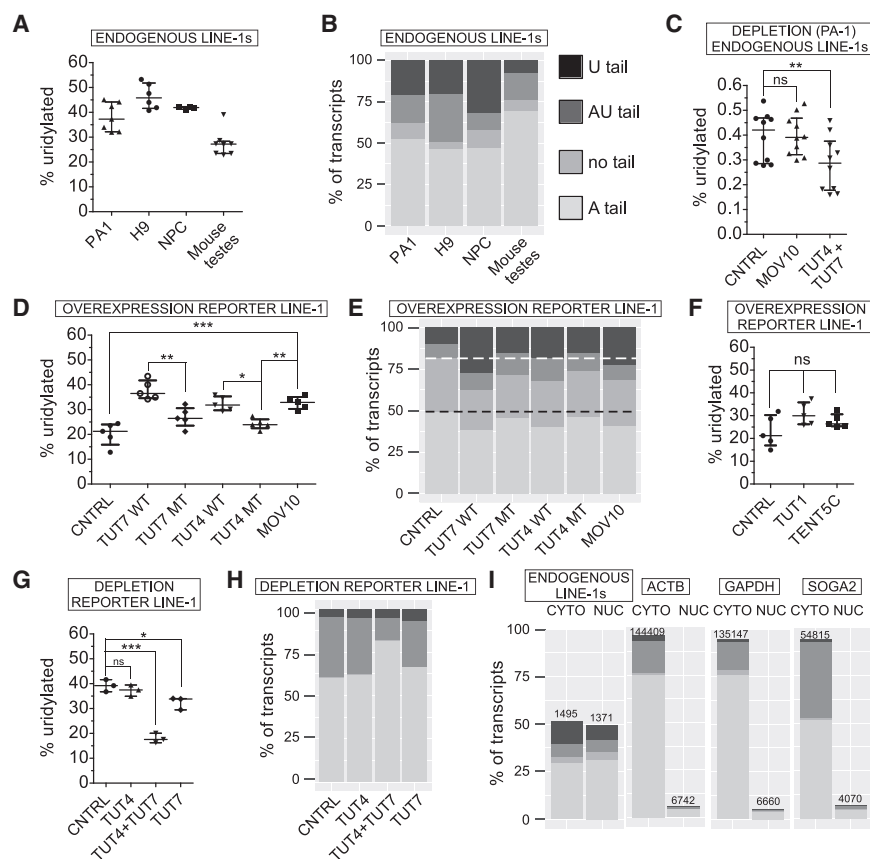 A
ENDOGENOUS LINE-1s
% uridylated
60
50
40
30
20
10
0
PA1
H9
NPC
Mouse testes
B
ENDOGENOUS LINE-1s
% of transcripts
100
75
50
25
0
PA1
H9
NPC
Mouse testes
U tail
AU tail
no tail
A tail
C
DEPLETION (PA-1)
ENDOGENOUS LINE-1s
**
ns
% uridylated
0.6
0.5
0.4
0.3
0.2
0.1
0.0
CNTRL
MOV10
TUT4 + TUT7
D
OVEREXPRESSION REPORTER LINE-1
***
**
*
**
% uridylated
50
40
30
20
10
0
CNTRL
TUT7 WT
TUT7 MT
TUT4 WT
TUT4 MT
MOV10
E
OVEREXPRESSION REPORTER LINE-1
% of transcripts
100
75
50
25
0
CNTRL
TUT7 WT
TUT7 MT
TUT4 WT
TUT4 MT
MOV10
F
OVEREXPRESSION
REPORTER LINE-1
ns
% uridylated
50
40
30
20
10
0
CNTRL
TUT1
TENT5C
G
DEPLETION
REPORTER LINE-1
*
***
ns
% uridylated
50
40
30
20
10
0
CNTRL
TUT4
TUT4+TUT7
TUT7
H
DEPLETION REPORTER LINE-1
% of transcripts
100
75
50
25
0
CNTRL
TUT4
TUT4+TUT7
TUT7
I
ENDOGENOUS LINE-1s
ACTB
GAPDH
SOGA2
CYTO NUC
CYTO NUC
CYTO NUC
CYTO NUC
% of transcripts
100
75
50
25
0
1495
1371
144409
6742
135147
6660
54815
4070